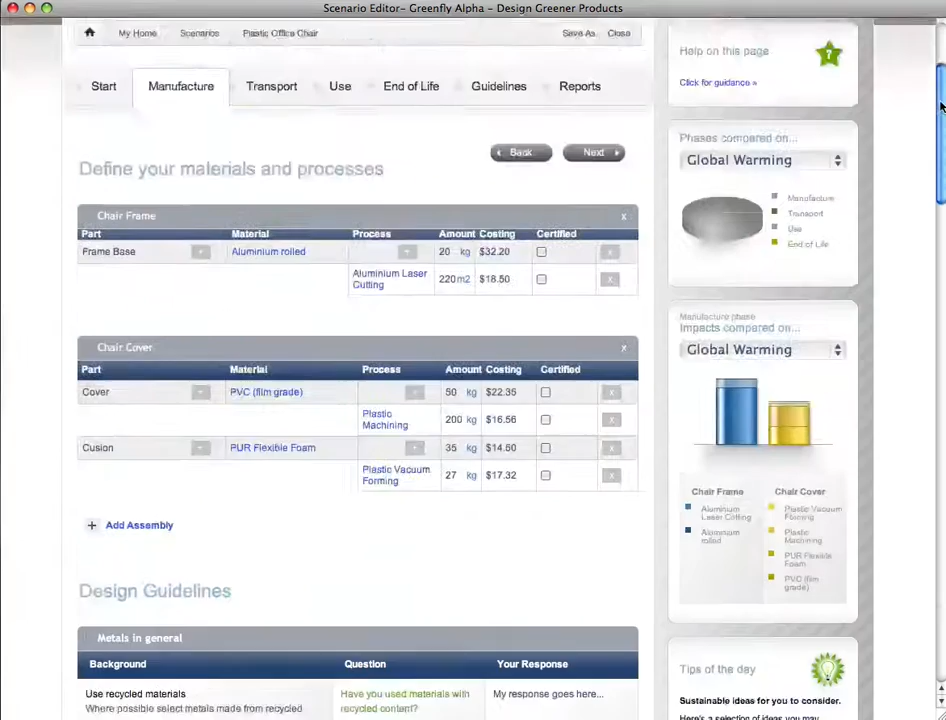 Scenario Editor- Greenfly Alpha- Design Greener Products
My Home Scenarios Plastic Office Chair Save As Close
Start Manufacture Transport Use End of Life Guidelines Reports
Define your materials and processes
Back Next
Chair Frame x
Part Material Process Amount Costing Certified
Frame Base Aluminium rolled 20 kg $32.20
Aluminium Laser
Cutting
220 m2 $18.50
Chair Cover x
Part Material Process Amount Costing Certified
Cover PVC (film grade) 50 kg $22.35 x
Plastic
Machining
200 kg $16.56 x
Cusion PUR Flexible Foam 35 kg $14.50 x
Plastic Vacuum
Forming
27 kg $17.32 x
+ Add Assembly
Design Guidelines
Metals in general
Background Question Your Response
Use recycled materials
Where possible select metals made from recycled
Have you used materials with
recycled content?
My response goes here...
Help on this page
?
Click for guidance »
Phases compared on...
Global Warming
Manufacture
Transport
Use
End of Life
Manufacture phase
Impacts compared on...
Global Warming
Chair Frame
Aluminium
Laser Cutting
Aluminium
rolled
Chair Cover
Plastic Vacuum
Forming
Plastic
Machining
PUR Flexible
Foam
PVC (film
grade)
Tips of the day
Sustainable ideas for you to consider.
Here's a selection of ideas you may